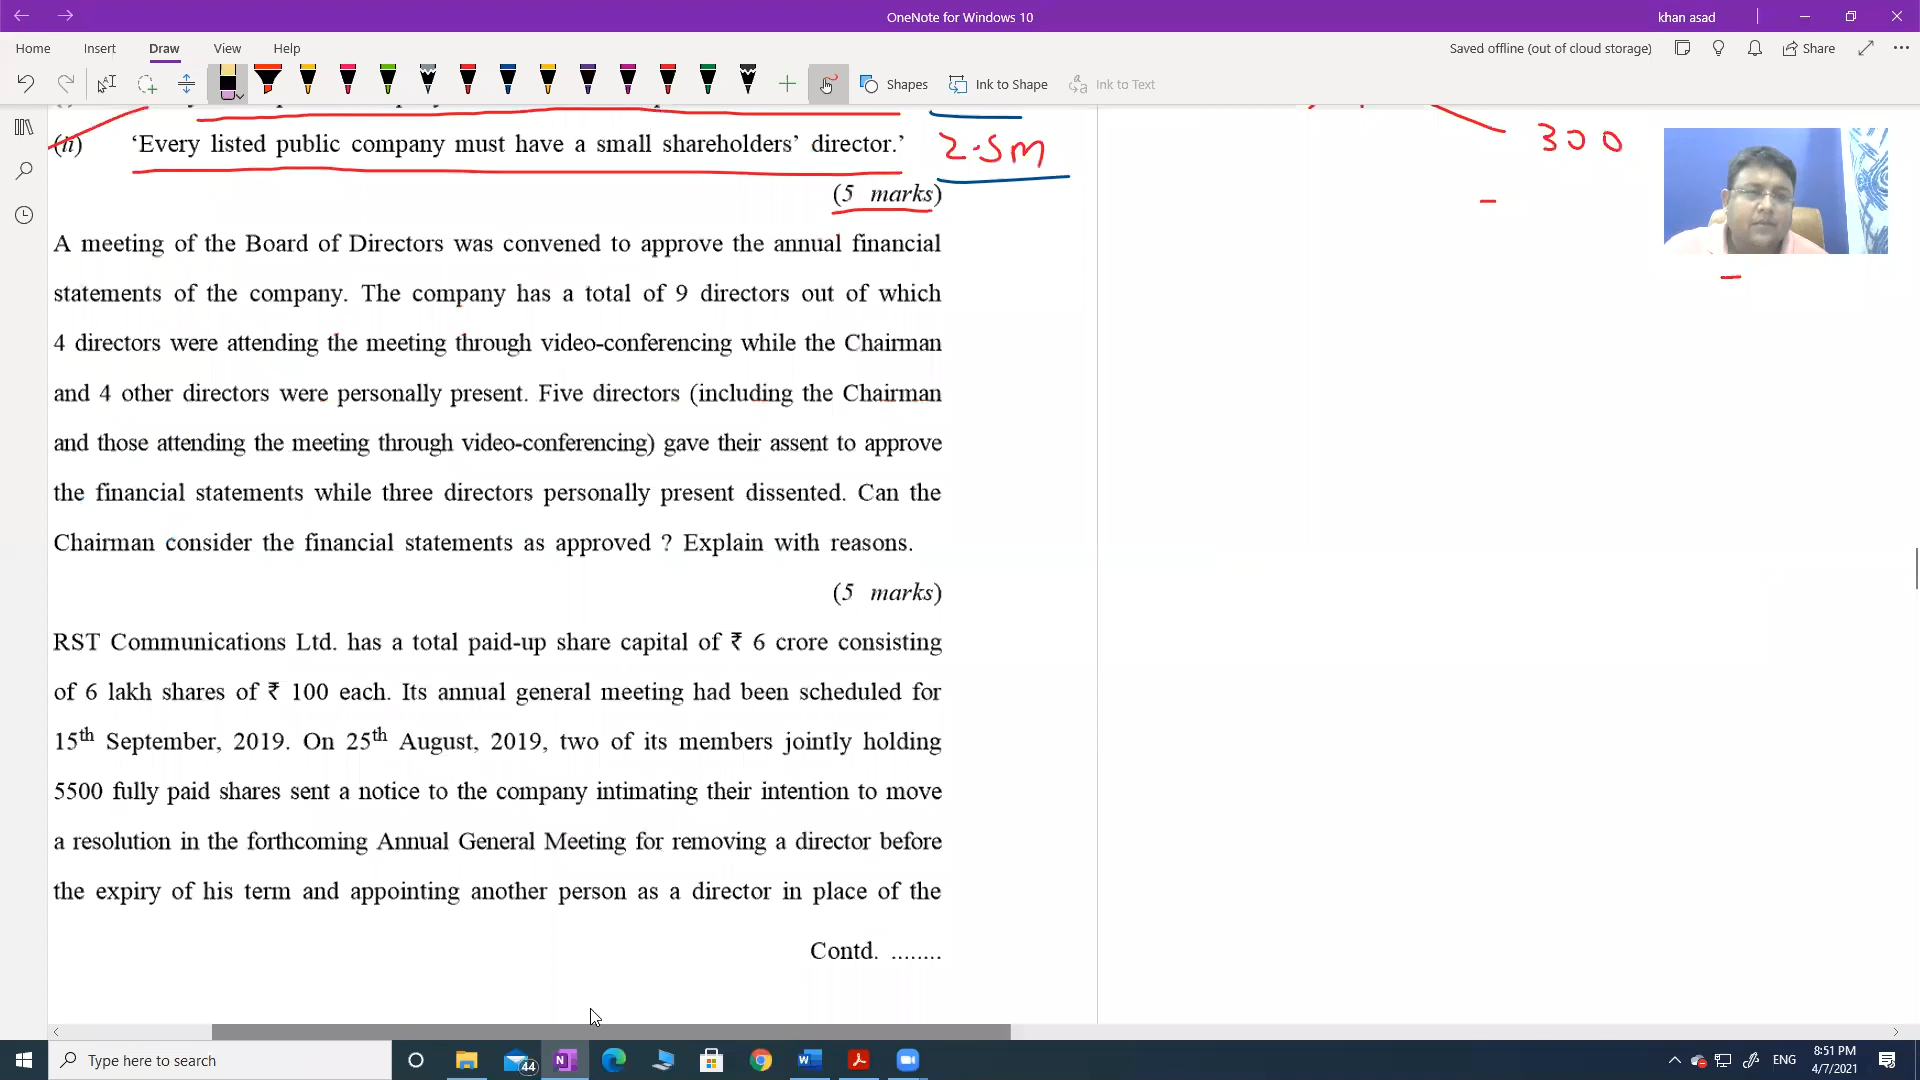 OneNote for Windows 10
khan asad
Home Insert Draw View Help
Saved offline (out of cloud storage)
Share
Shapes
Ink to Shape
Ink to Text
(ii) ‘Every listed public company must have a small shareholders’ director.’ 2.5m
300
(5 marks)
A meeting of the Board of Directors was convened to approve the annual financial
statements of the company. The company has a total of 9 directors out of which
4 directors were attending the meeting through video-conferencing while the Chairman
and 4 other directors were personally present. Five directors (including the Chairman
and those attending the meeting through video-conferencing) gave their assent to approve
the financial statements while three directors personally present dissented. Can the
Chairman consider the financial statements as approved ? Explain with reasons.
(5 marks)
RST Communications Ltd. has a total paid-up share capital of ₹ 6 crore consisting
of 6 lakh shares of ₹ 100 each. Its annual general meeting had been scheduled for
15th September, 2019. On 25th August, 2019, two of its members jointly holding
5500 fully paid shares sent a notice to the company intimating their intention to move
a resolution in the forthcoming Annual General Meeting for removing a director before
the expiry of his term and appointing another person as a director in place of the
Contd. ........
Type here to search
44
ENG
8:51 PM
4/7/2021